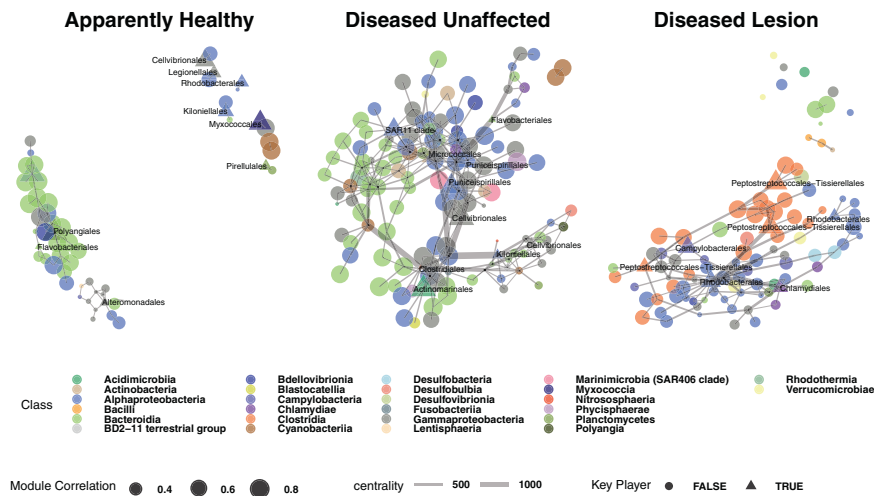 Apparently Healthy
Diseased Unaffected
Diseased Lesion
Cellvibrionales
Legionellales
Rhodobacterales
Kiloniellales
Myxococcales
Pirellulales
Polyangiales
Flavobacteriales
Alteromonadales
Flavobacteriales
SAR11 clade
Micrococcales
Puniceispirillales
Puniceispirillales
Cellvibrionales
Cellvibrionales
Kiloniellales
Clostridiales
Actinomarinales
Peptostreptococcales−Tissierellales
Rhodobacterales
Peptostreptococcales−Tissierellales
Campylobacterales
Peptostreptococcales−Tissierellales
Rhodobacterales
Chlamydiales
Class
Acidimicrobiia
Actinobacteria
Alphaproteobacteria
Bacilli
Bacteroidia
BD2−11 terrestrial group
Bdellovibrionia
Blastocatellia
Campylobacteria
Chlamydiae
Clostridia
Cyanobacteriia
Desulfobacteria
Desulfobulbia
Desulfovibrionia
Fusobacteriia
Gammaproteobacteria
Lentisphaeria
Marinimicrobia (SAR406 clade)
Myxococcia
Nitrososphaeria
Phycisphaerae
Planctomycetes
Polyangia
Rhodothermia
Verrucomicrobiae
Module Correlation 0.4 0.6 0.8
centrality 500 1000
Key Player FALSE TRUE